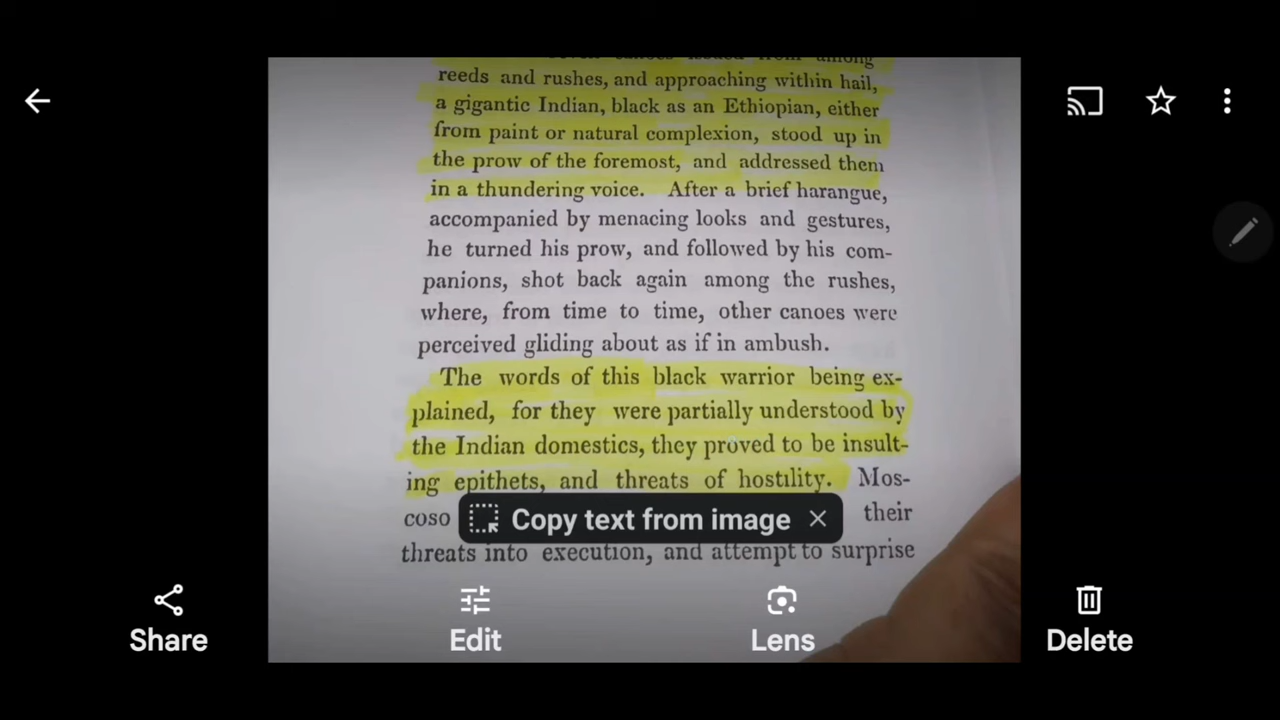 reeds and rushes, and approaching within hail,
a gigantic Indian, black as an Ethiopian, either
from paint or natural complexion, stood up in
the prow of the foremost, and addressed them
in a thundering voice. After a brief harangue,
accompanied by menacing looks and gestures,
he turned his prow, and followed by his com-
panions, shot back again among the rushes,
where, from time to time, other canoes were
perceived gliding about as if in ambush.
The words of this black warrior being ex-
plained, for they were partially understood by
the Indian domestics, they proved to be insult-
ing epithets, and threats of hostility. Mos-
coso
their
Copy text from image
threats into execution, and attempt to surprise
Share
Edit
Lens
Delete